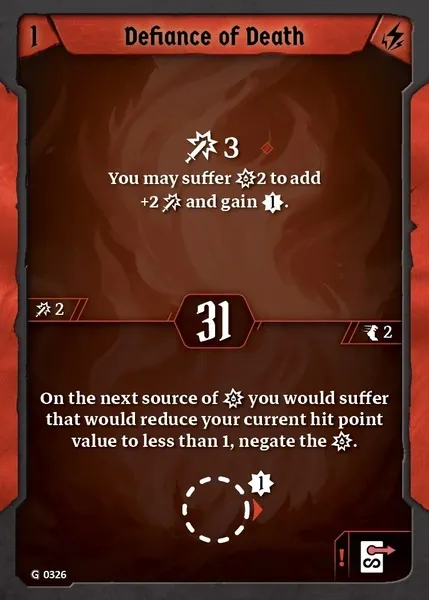 1
Defiance of Death
3
You may suffer 2 to add
+2 and gain 1.
2
31
2
On the next source of you would suffer
that would reduce your current hit point
value to less than 1, negate the .
1
!
G 0326